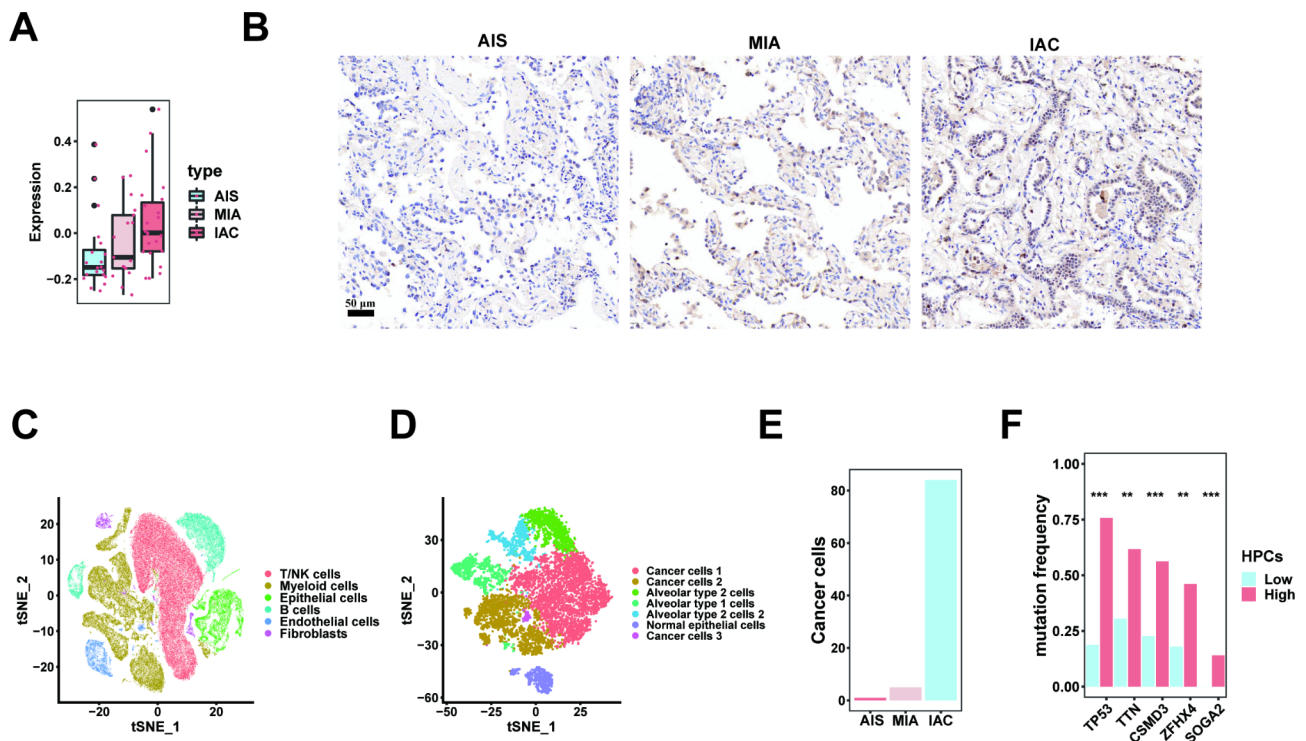 A
B
AIS
MIA
IAC
Expression
0.4
0.2
0.0
−0.2
type
AIS
MIA
IAC
50 μm
C
D
E
F
tSNE_2
20
10
0
−10
−20
−20
0
20
tSNE_1
T/NK cells
Myeloid cells
Epithelial cells
B cells
Endothelial cells
Fibroblasts
tSNE_2
30
0
−30
−60
−50
−25
0
25
tSNE_1
Cancer cells 1
Cancer cells 2
Alveolar type 2 cells
Alveolar type 1 cells
Alveolar type 2 cells 2
Normal epithelial cells
Cancer cells 3
Cancer cells
80
60
40
20
0
AIS
MIA
IAC
mutation frequency
1.00
0.75
0.50
0.25
0.00
*** ** *** ** ***
TP53
TTN
CSMD3
ZFHX4
SOGA2
HPCs
Low
High